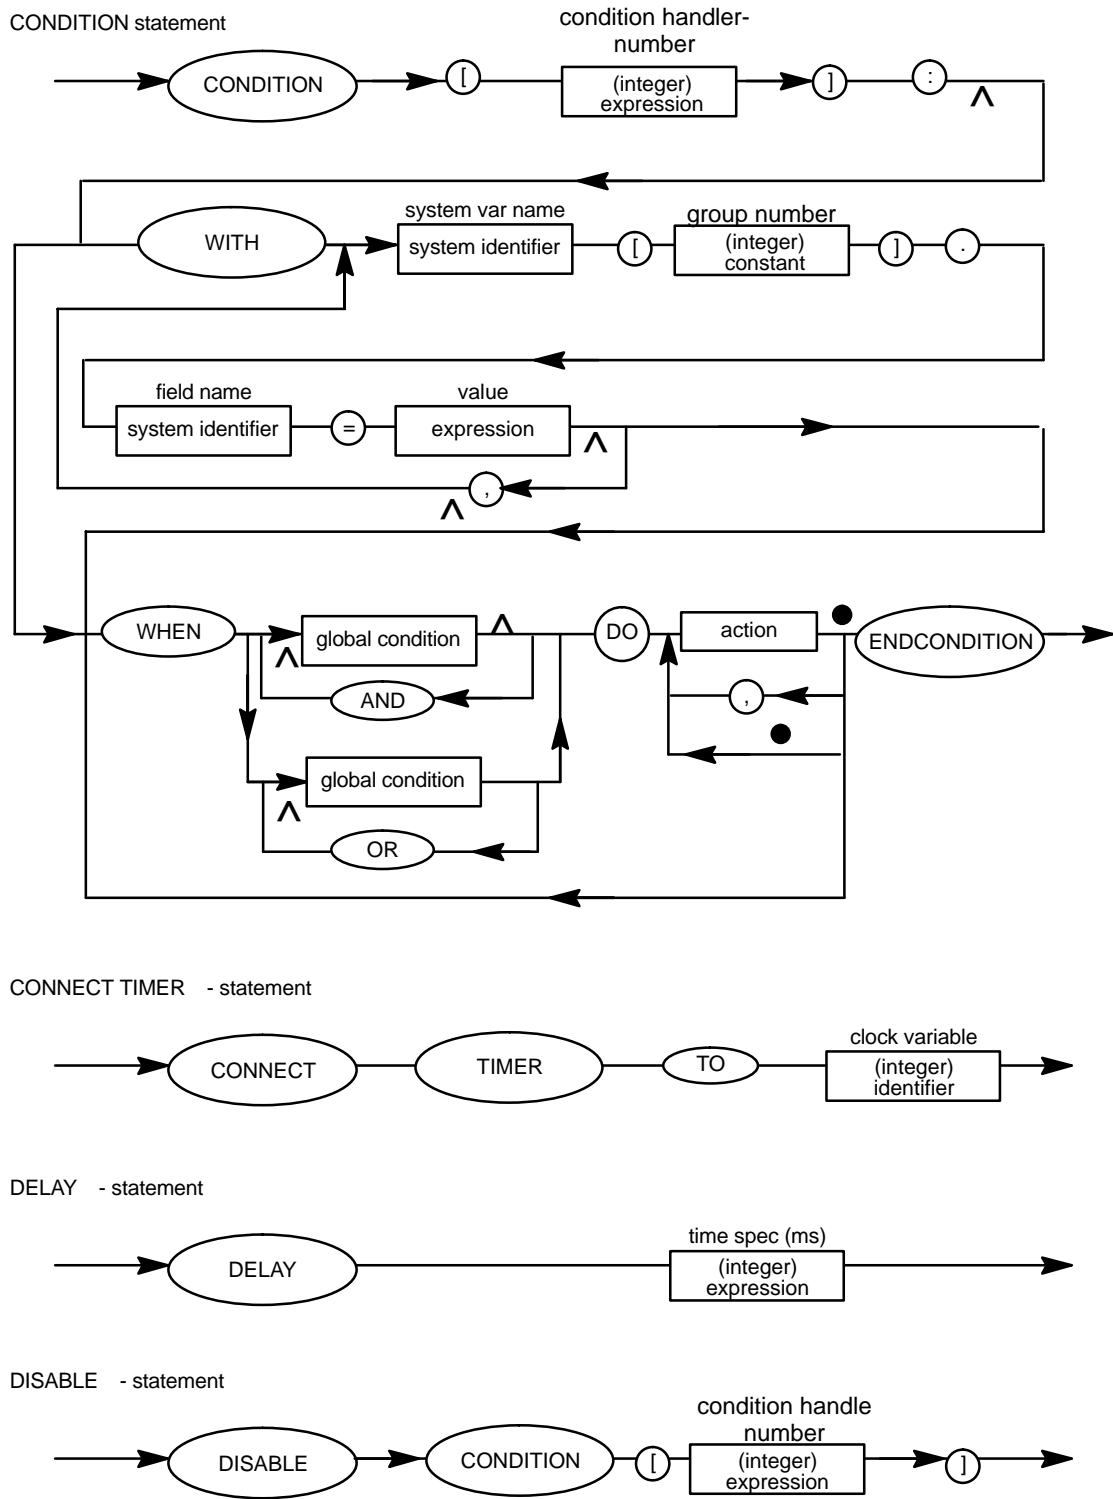 CONDITION statement
condition handler-
number
CONDITION
[
(integer)
expression
]
:
^
WITH
system var name
system identifier
[
group number
(integer)
constant
]
.
field name
system identifier
=
value
expression
^
,
^
WHEN
^
global condition
^
AND
^
global condition
OR
DO
action
,
ENDCONDITION
CONNECT TIMER - statement
CONNECT
TIMER
TO
clock variable
(integer)
identifier
DELAY - statement
DELAY
time spec (ms)
(integer)
expression
DISABLE - statement
DISABLE
CONDITION
[
condition handle
number
(integer)
expression
]